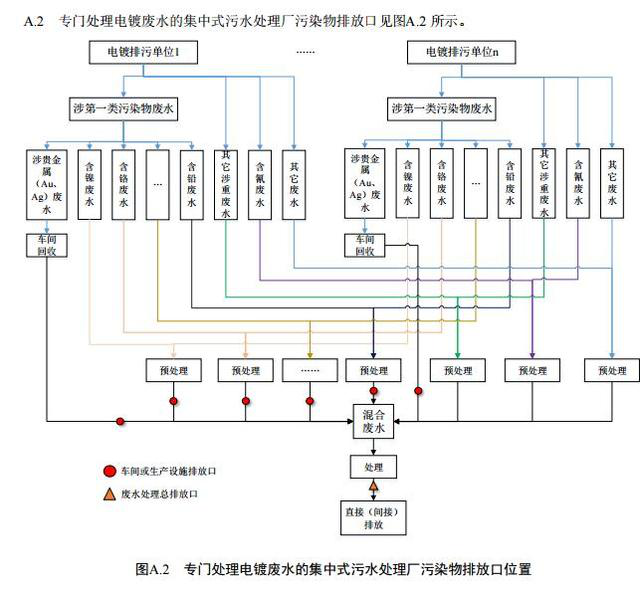 A.2 专门处理电镀废水的集中式污水处理厂污染物排放口见图A.2 所示。
电镀排污单位1
······
电镀排污单位n
涉第一类污染物废水
涉第一类污染物废水
涉贵金属（Au、Ag）废水
含镍废水
含铬废水
...
含铅废水
其它涉重废水
含氰废水
其它废水
涉贵金属（Au、Ag）废水
含镍废水
含铬废水
...
含铅废水
其它涉重废水
含氰废水
其它废水
车间回收
车间回收
预处理
预处理
······
预处理
预处理
预处理
预处理
混合废水
处理
直接（间接）排放
车间或生产设施排放口
废水处理总排放口
图A.2 专门处理电镀废水的集中式污水处理厂污染物排放口位置